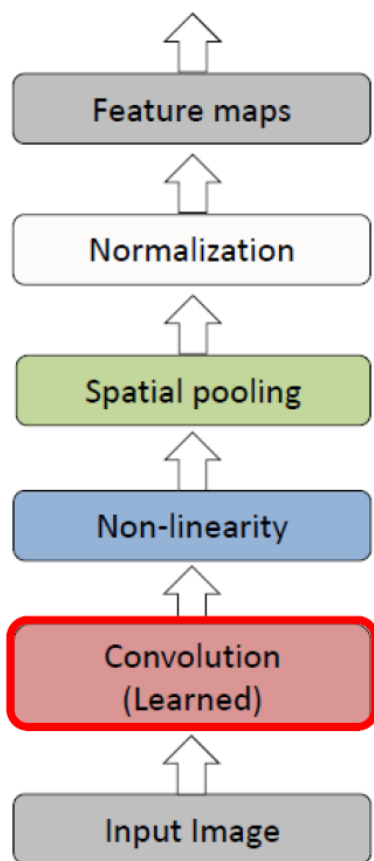 Feature maps
Normalization
Spatial pooling
Non-linearity
Convolution
(Learned)
Input Image